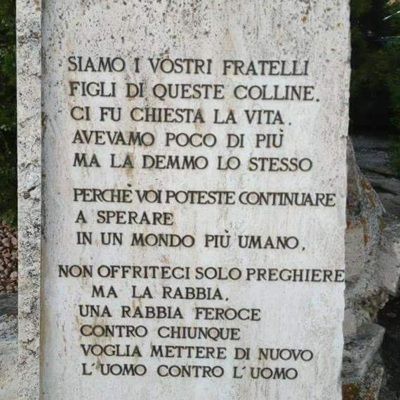 SIAMO I VOSTRI FRATELLI
FIGLI DI QUESTE COLLINE.
CI FU CHIESTA LA VITA.
AVEVAMO POCO DI PIÙ
MA LA DEMMO LO STESSO
PERCHÈ VOI POTESTE CONTINUARE
A SPERARE
IN UN MONDO PIÙ UMANO.
NON OFFRITECI SOLO PREGHIERE
MA LA RABBIA.
UNA RABBIA FEROCE
CONTRO CHIUNQUE
VOGLIA METTERE DI NUOVO
L'UOMO CONTRO L'UOMO